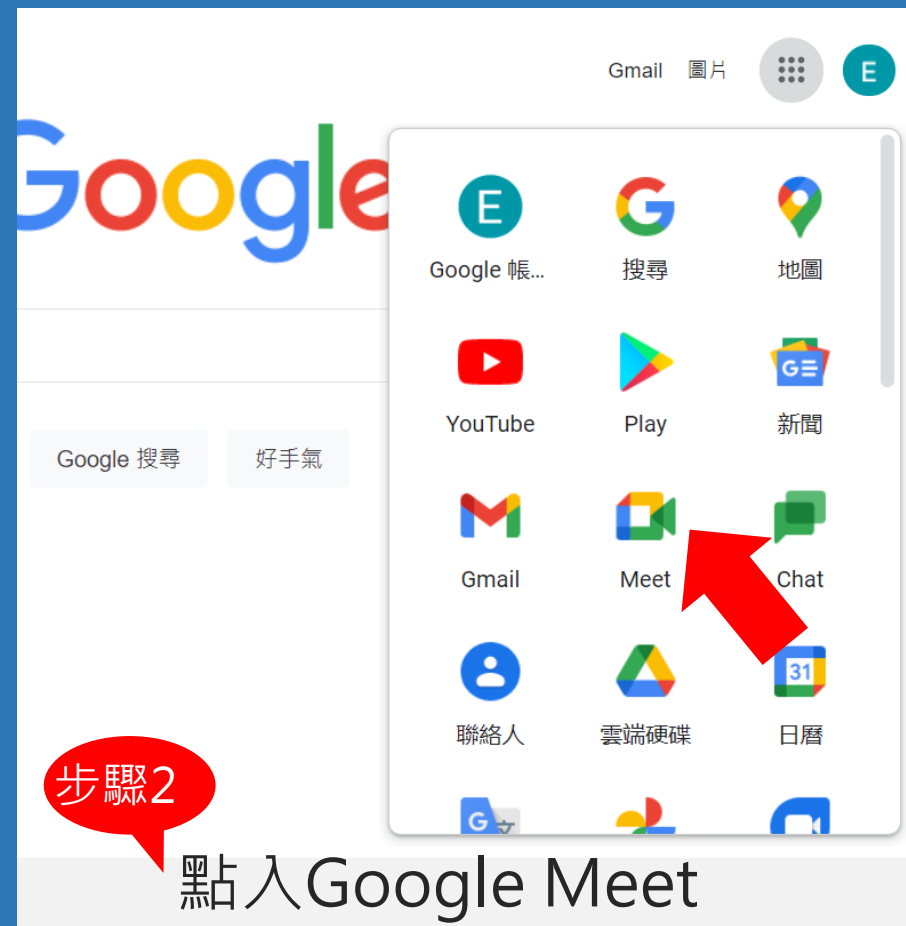 Gmail 圖片 E
Google
E
Google 帳... 搜尋 地圖
GΞ
YouTube Play 新聞
Google 搜尋 好手氣
Gmail Meet Chat
31
聯絡人 雲端硬碟 日曆
G 文
步驟2
點入Google Meet